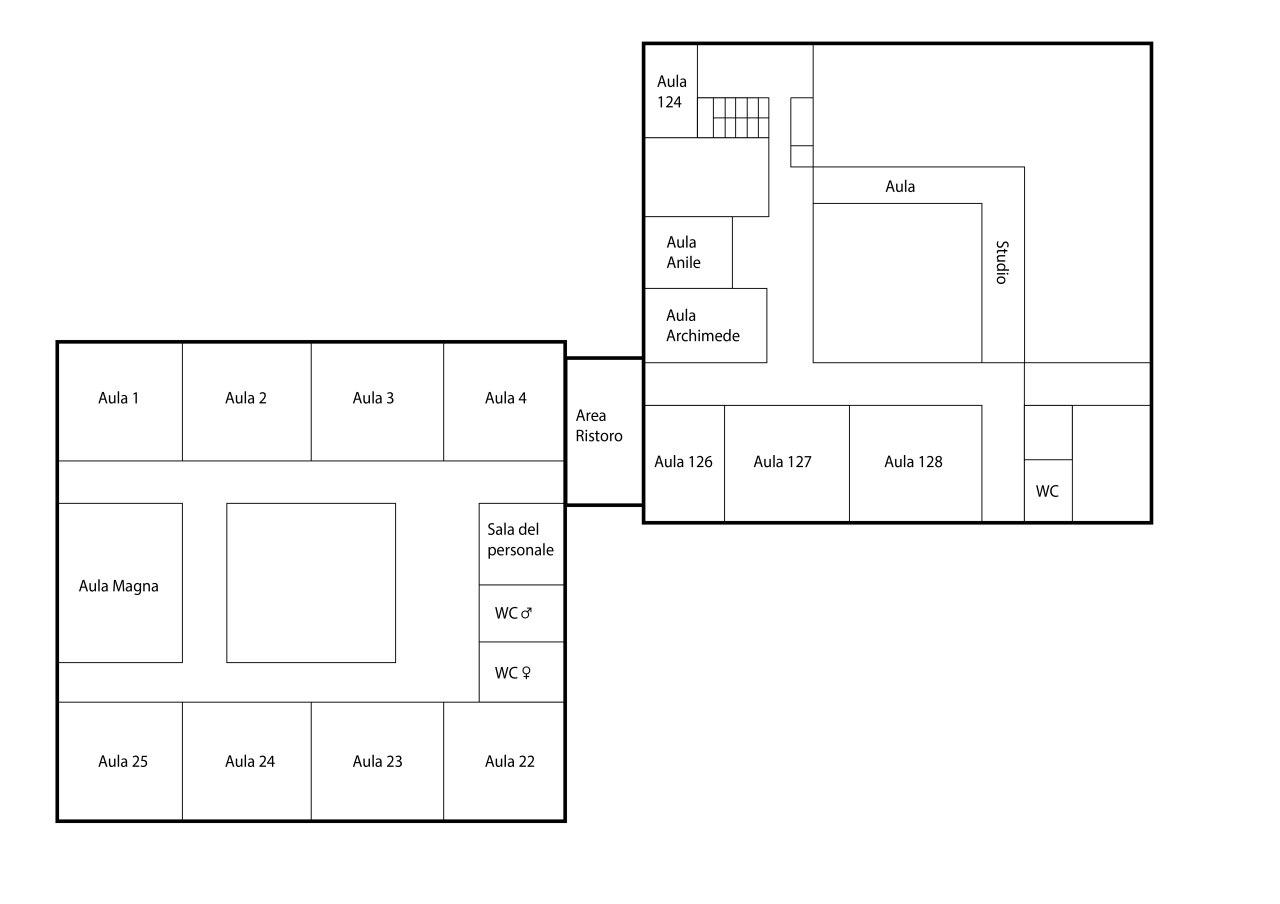 Aula
124
Aula
Studio
Aula
Anile
Aula
Archimede
Aula 126
Aula 127
Aula 128
WC
Area
Ristoro
Aula 1
Aula 2
Aula 3
Aula 4
Sala del
personale
Aula Magna
WC ♂
WC ♀
Aula 25
Aula 24
Aula 23
Aula 22